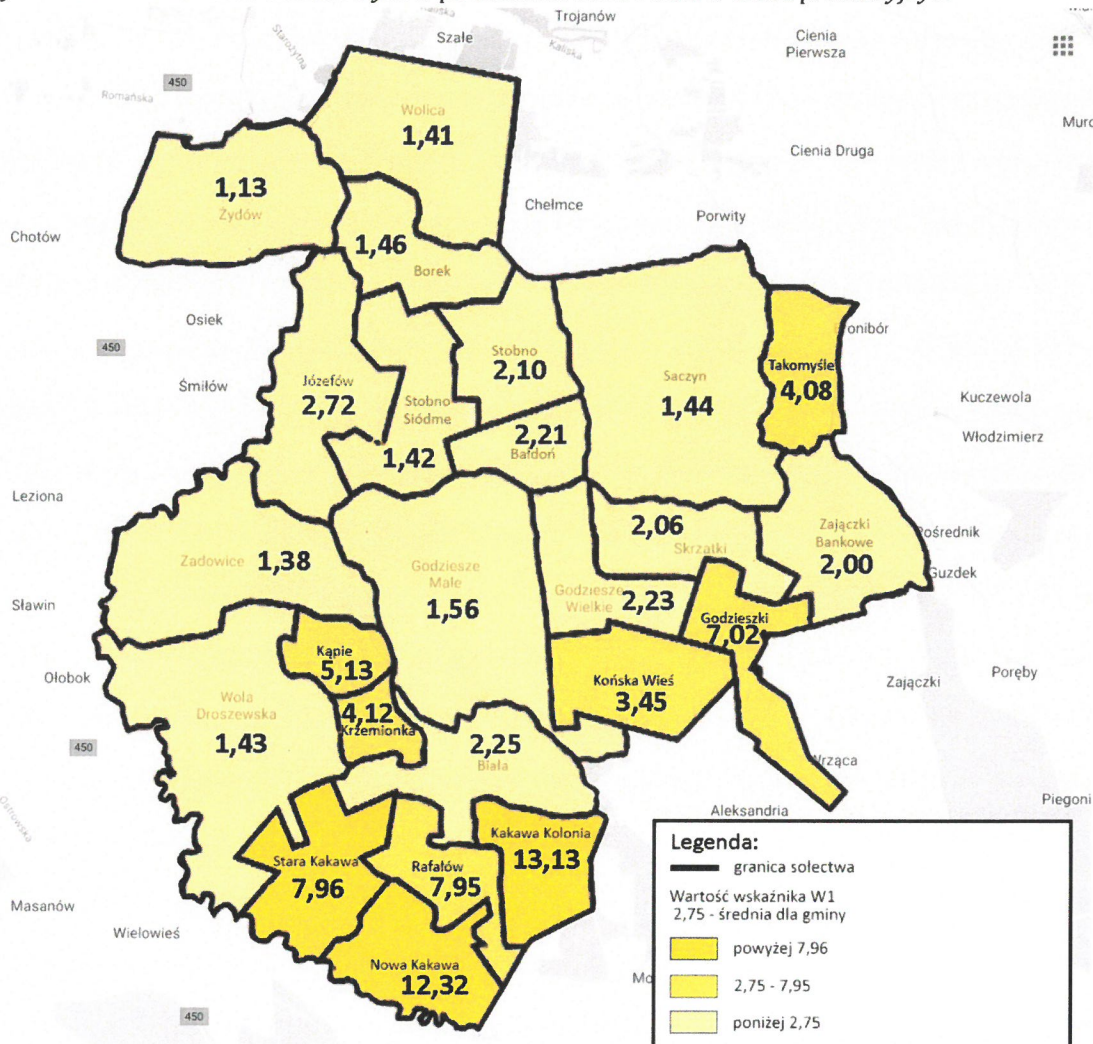 Trojanów
Szałe
Kaliska
Starożytna
Cienia
Pierwsza
450
Romańska
Wolica
1,41
Cienia Druga
1,13
Żydów
Chełmce
Porwity
Chotów
1,46
Borek
Osiek
450
Śmiłów
Stobno
2,10
Józefów
2,72
Saczyn
1,44
Takomyśle
4,08
Kuczewola
Stobno
Siódme
1,42
2,21
Bałdoń
Włodzimierz
Leziona
2,06
Skrzatki
Zajączki
Bankowe
2,00
Pośrednik
Guzdek
Zadowice
1,38
Godziesze
Małe
1,56
Godziesze
Wielkie
2,23
Godzieszki
7,02
Sławin
Kąpie
5,13
Końska Wieś
3,45
Zajączki
Poręby
Ołobok
Wola
Droszewska
1,43
4,12
Krzemionka
2,25
Biała
450
Ostrowska
Aleksandria
Piegoni
Stara Kakawa
7,96
Rafałów
7,95
Kakawa Kolonia
13,13
Masanów
Wielowieś
Nowa Kakawa
12,32
450
Legenda:
granica sołectwa
Wartość wskaźnika W1
2,75 - średnia dla gminy
powyżej 7,96
2,75 - 7,95
poniżej 2,75